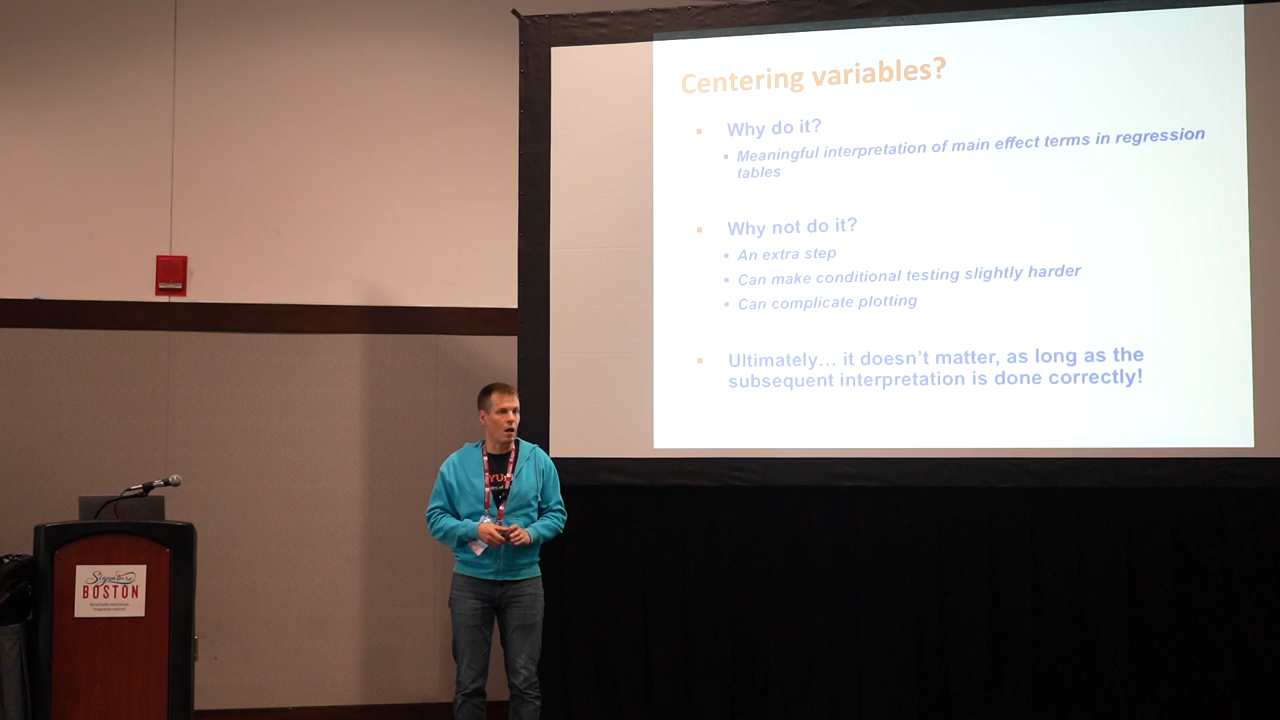 Centering variables?
Why do it?
Meaningful interpretation of main effect terms in regression
tables
Why not do it?
An extra step
Can make conditional testing slightly harder
Can complicate plotting
Ultimately… it doesn't matter, as long as the
subsequent interpretation is done correctly!
Signature
BOSTON